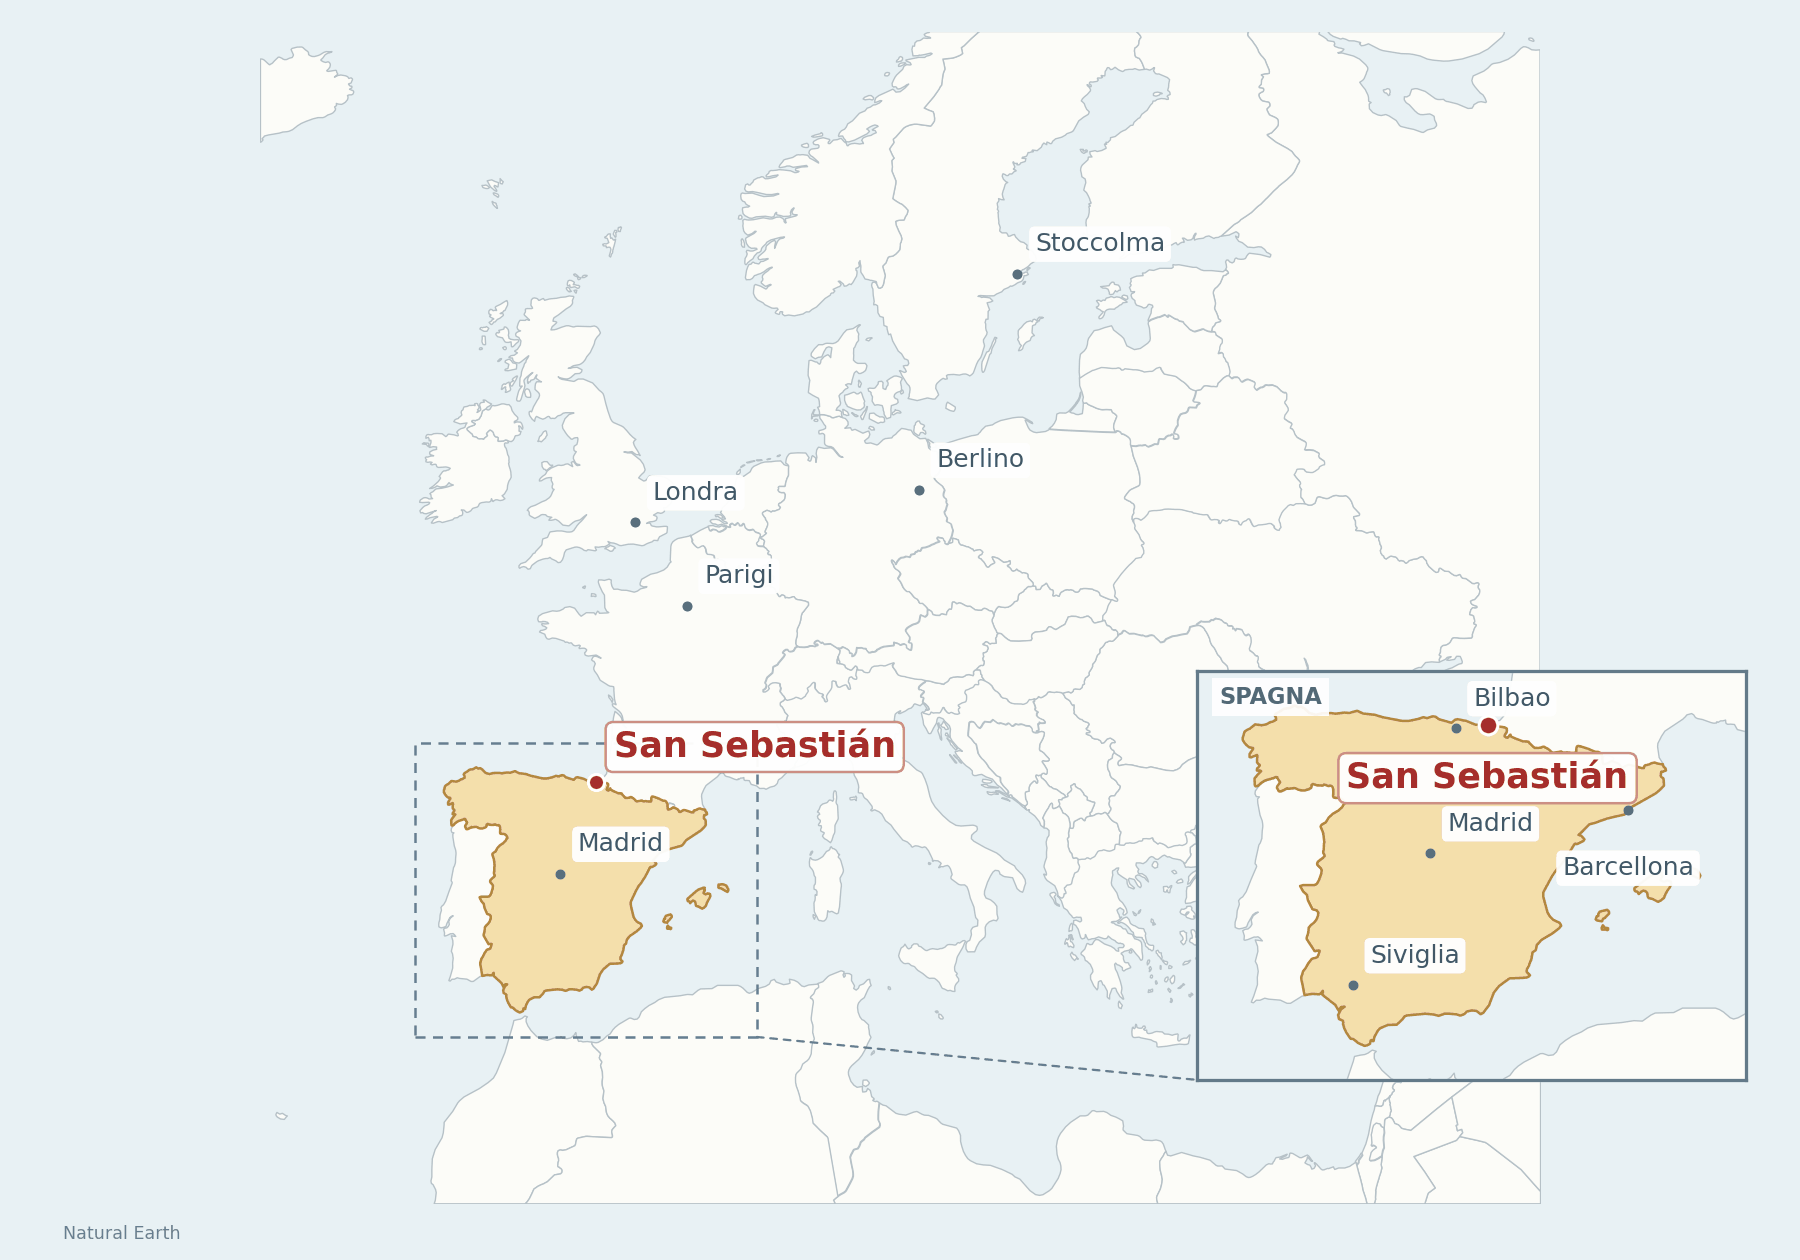 Stoccolma
Berlino
Londra
Parigi
San Sebastián
Madrid
SPAGNA
Bilbao
San Sebastián
Madrid
Barcellona
Siviglia
Natural Earth